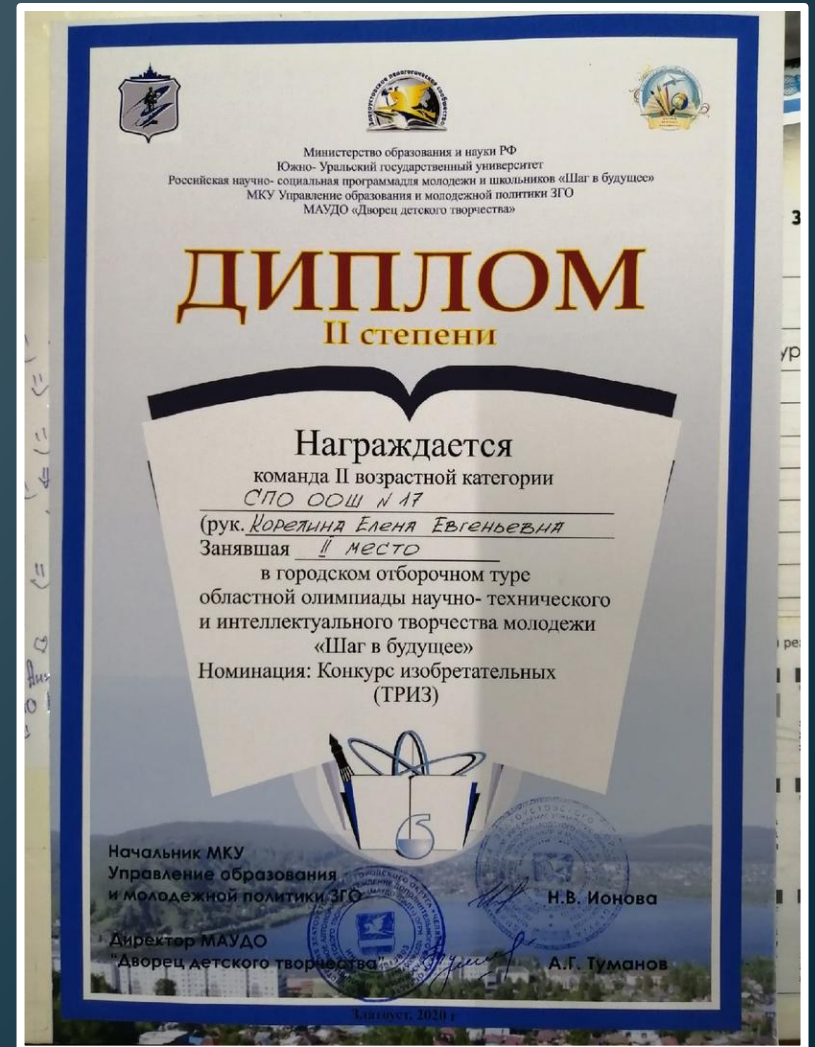 Златоустовское педагогическое сообщество
Министерство образования и науки РФ
Южно- Уральский государственный университет
Российская научно- социальная программадля молодежи и школьников «Шаг в будущее»
МКУ Управление образования и молодежной политики ЗГО
МАУДО «Дворец детского творчества»
ДИПЛОМ
II степени
Награждается
команда II возрастной категории
СПО ООШ N 17
(рук. Корелина Елена Евгеньевна
Занявшая II место
в городском отборочном туре
областной олимпиады научно- технического
и интеллектуального творчества молодежи
«Шаг в будущее»
Номинация: Конкурс изобретательных
(ТРИЗ)
Начальник МКУ
Управление образования
и молодежной политики ЗГО
Н.В. Ионова
Директор МАУДО
"Дворец детского творчества"
А.Г. Туманов
Златоуст, 2020 г